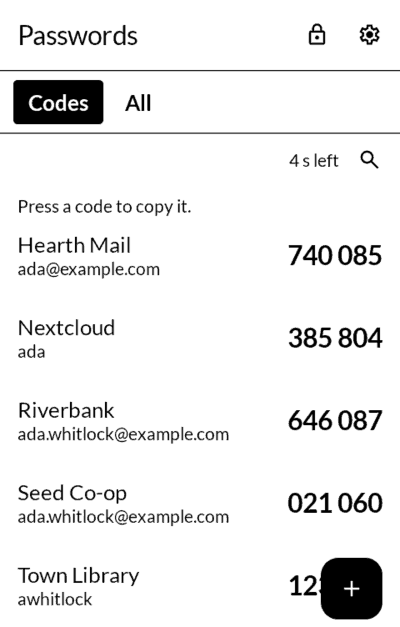 Passwords
Codes All
4 s left
Press a code to copy it.
Hearth Mail
740 085
ada@example.com
Nextcloud
385 804
ada
Riverbank
646 087
ada.whitlock@example.com
Seed Co-op
021 060
ada.whitlock@example.com
Town Library
awhitlock
+